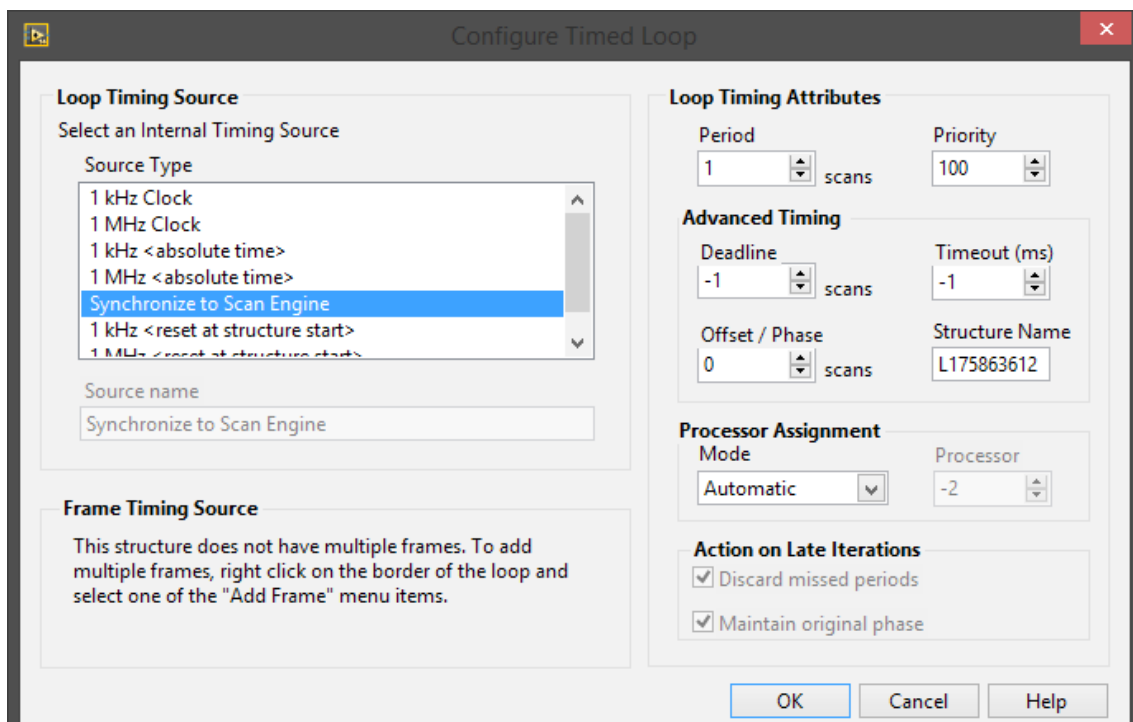 Configure Timed Loop
Loop Timing Source
Select an Internal Timing Source
Source Type
1 kHz Clock
1 MHz Clock
1 kHz <absolute time>
1 MHz <absolute time>
Synchronize to Scan Engine
1 kHz <reset at structure start>
1 MHz <reset at structure start>
Source name
Synchronize to Scan Engine
Frame Timing Source
This structure does not have multiple frames. To add
multiple frames, right click on the border of the loop and
select one of the "Add Frame" menu items.
Loop Timing Attributes
Period
1 scans
Priority
100
Advanced Timing
Deadline
-1 scans
Timeout (ms)
-1
Offset / Phase
0 scans
Structure Name
L175863612
Processor Assignment
Mode
Automatic
Processor
-2
Action on Late Iterations
Discard missed periods
Maintain original phase
OK Cancel Help